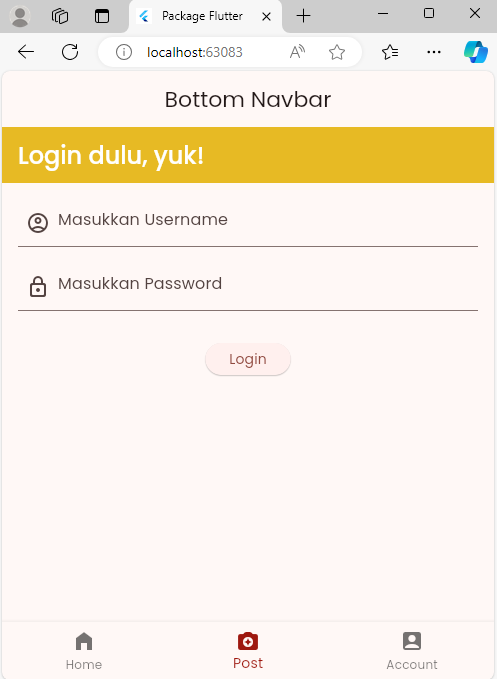 Package Flutter
localhost:63083
Bottom Navbar
Login dulu, yuk!
Masukkan Username
Masukkan Password
Login
Home
Post
Account